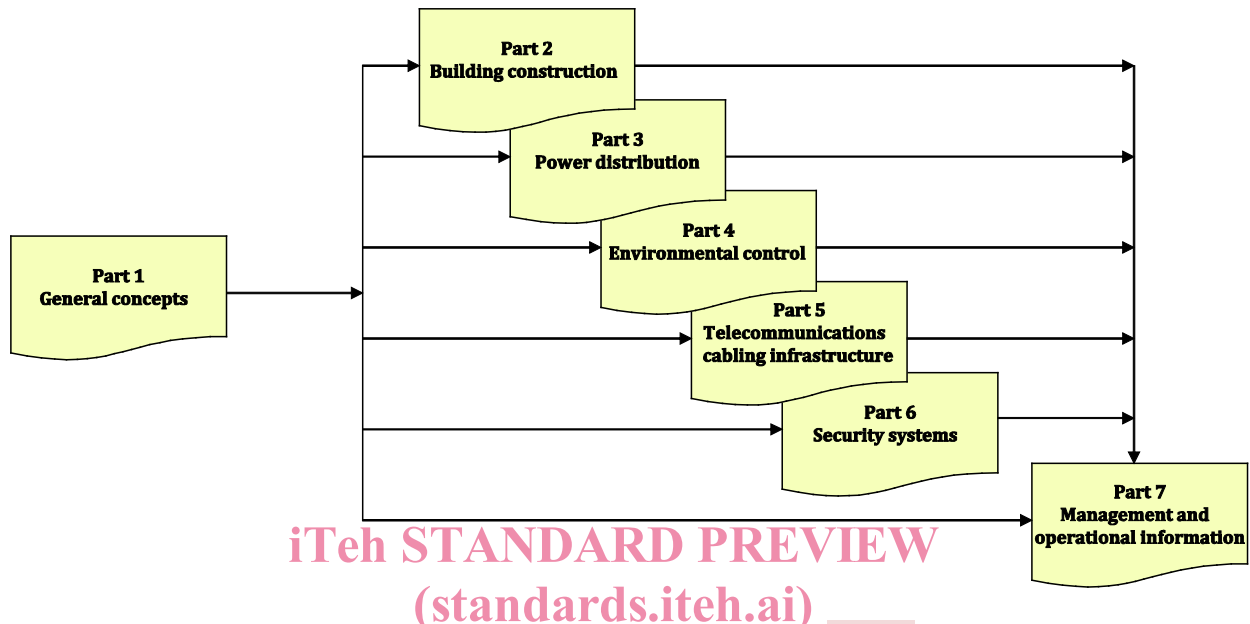 Part 2
Building construction
Part 3
Power distribution
Part 4
Environmental control
Part 1
General concepts
Part 5
Telecommunications
cabling infrastructure
Part 6
Security systems
Part 7
Management and
operational information
iTeh STANDARD PREVIEW
(standards.iteh.ai)